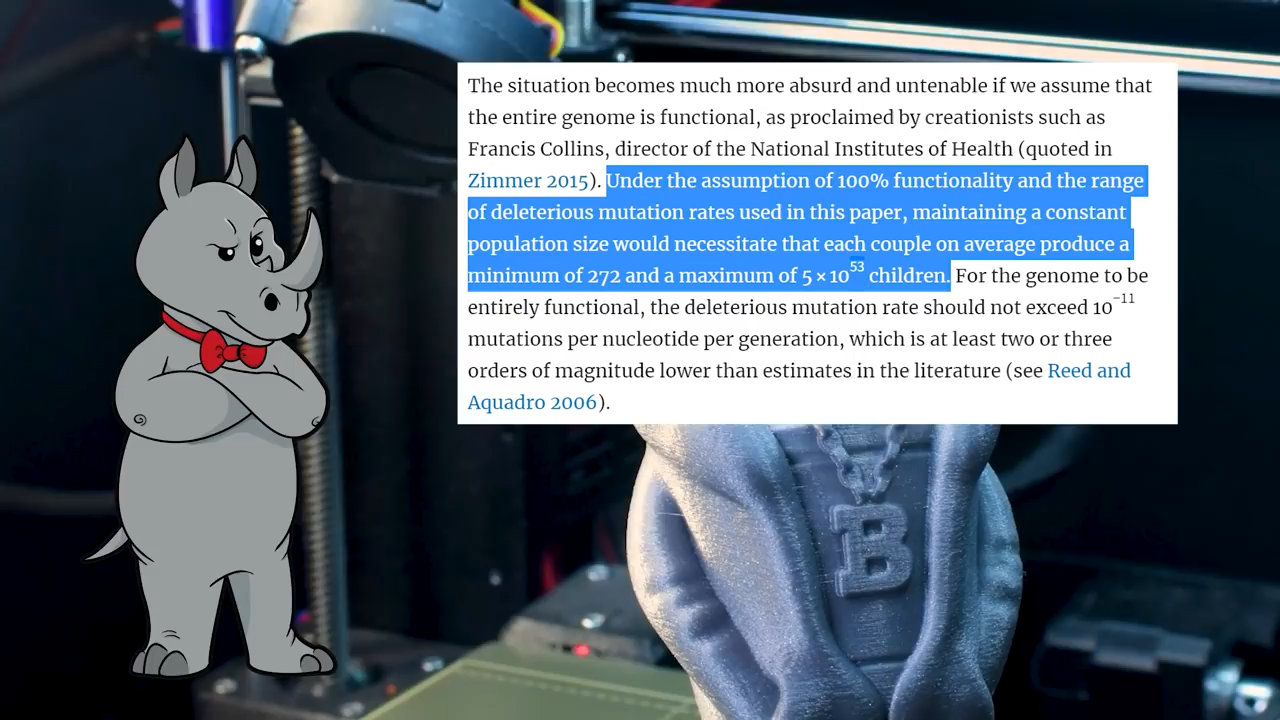 The situation becomes much more absurd and untenable if we assume that
the entire genome is functional, as proclaimed by creationists such as
Francis Collins, director of the National Institutes of Health (quoted in
Zimmer 2015). Under the assumption of 100% functionality and the range
of deleterious mutation rates used in this paper, maintaining a constant
population size would necessitate that each couple on average produce a
minimum of 272 and a maximum of 5 × 10⁵³ children. For the genome to be
entirely functional, the deleterious mutation rate should not exceed 10⁻¹¹
mutations per nucleotide per generation, which is at least two or three
orders of magnitude lower than estimates in the literature (see Reed and
Aquadro 2006).
B